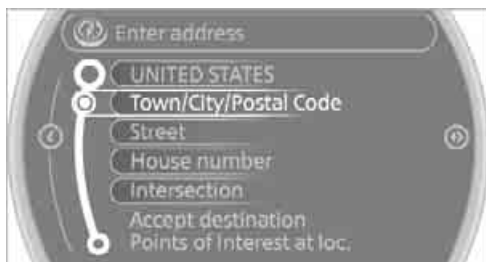 Enter address
UNITED STATES
Town/City/Postal Code
Street
House number
Intersection
Accept destination
Points of Interest at loc.